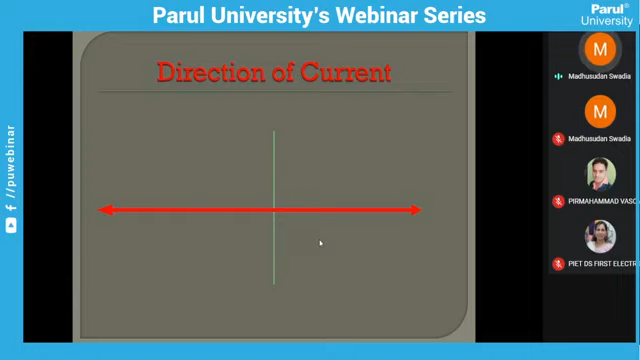 Parul University's Webinar Series
Parul®
University
Direction of Current
//puwebinar
M
Madhusudan Swadia
M
Madhusudan Swadia
PIRMAHAMMAD VASO
PIET DS FIRST ELECTR